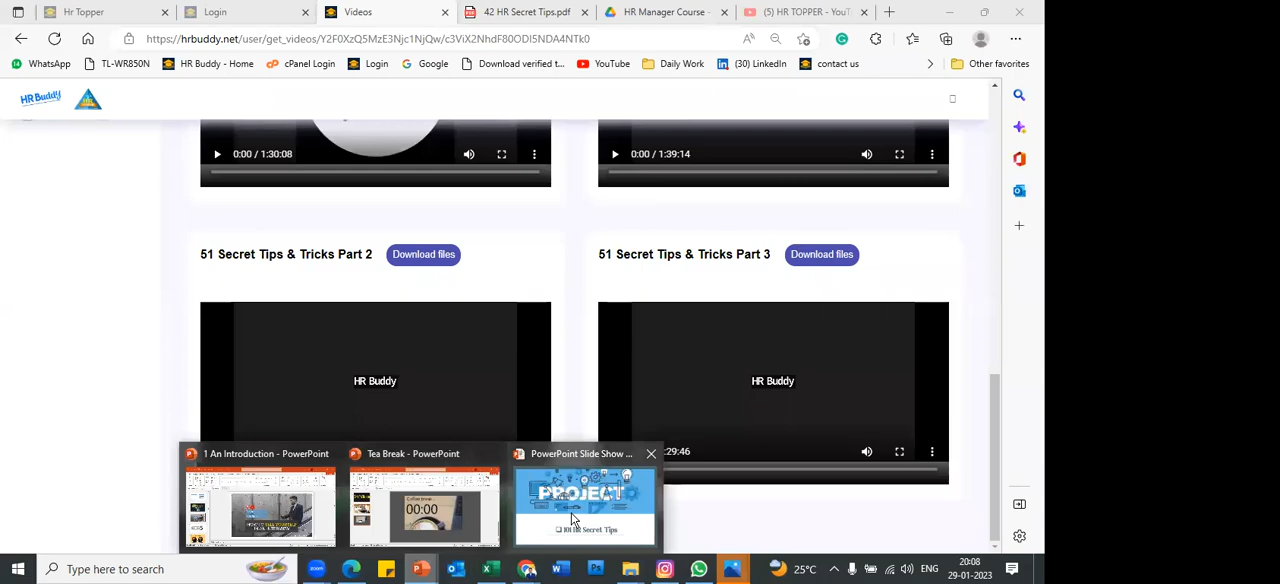 Hr Topper
Login
Videos
42 HR Secret Tips.pdf
HR Manager Course -
(5) HR TOPPER - YouT
https://hrbuddy.net/user/get_videos/Y2F0XzQ5MzE3Njc1NjQw/c3ViX2NhdF80ODI5NDA4NTk0
WhatsApp
TL-WR850N
HR Buddy - Home
cPanel Login
Login
Google
Download verified t...
YouTube
Daily Work
(30) LinkedIn
contact us
Other favorites
HR Buddy
0:00 / 1:30:08
0:00 / 1:39:14
51 Secret Tips & Tricks Part 2
Download files
51 Secret Tips & Tricks Part 3
Download files
HR Buddy
HR Buddy
:29:46
1 An Introduction - PowerPoint
Tea Break - PowerPoint
PowerPoint Slide Show ...
00:00
PROJECT
101 HR Secret Tips
Type here to search
25°C
ENG
20:08
29-01-2023